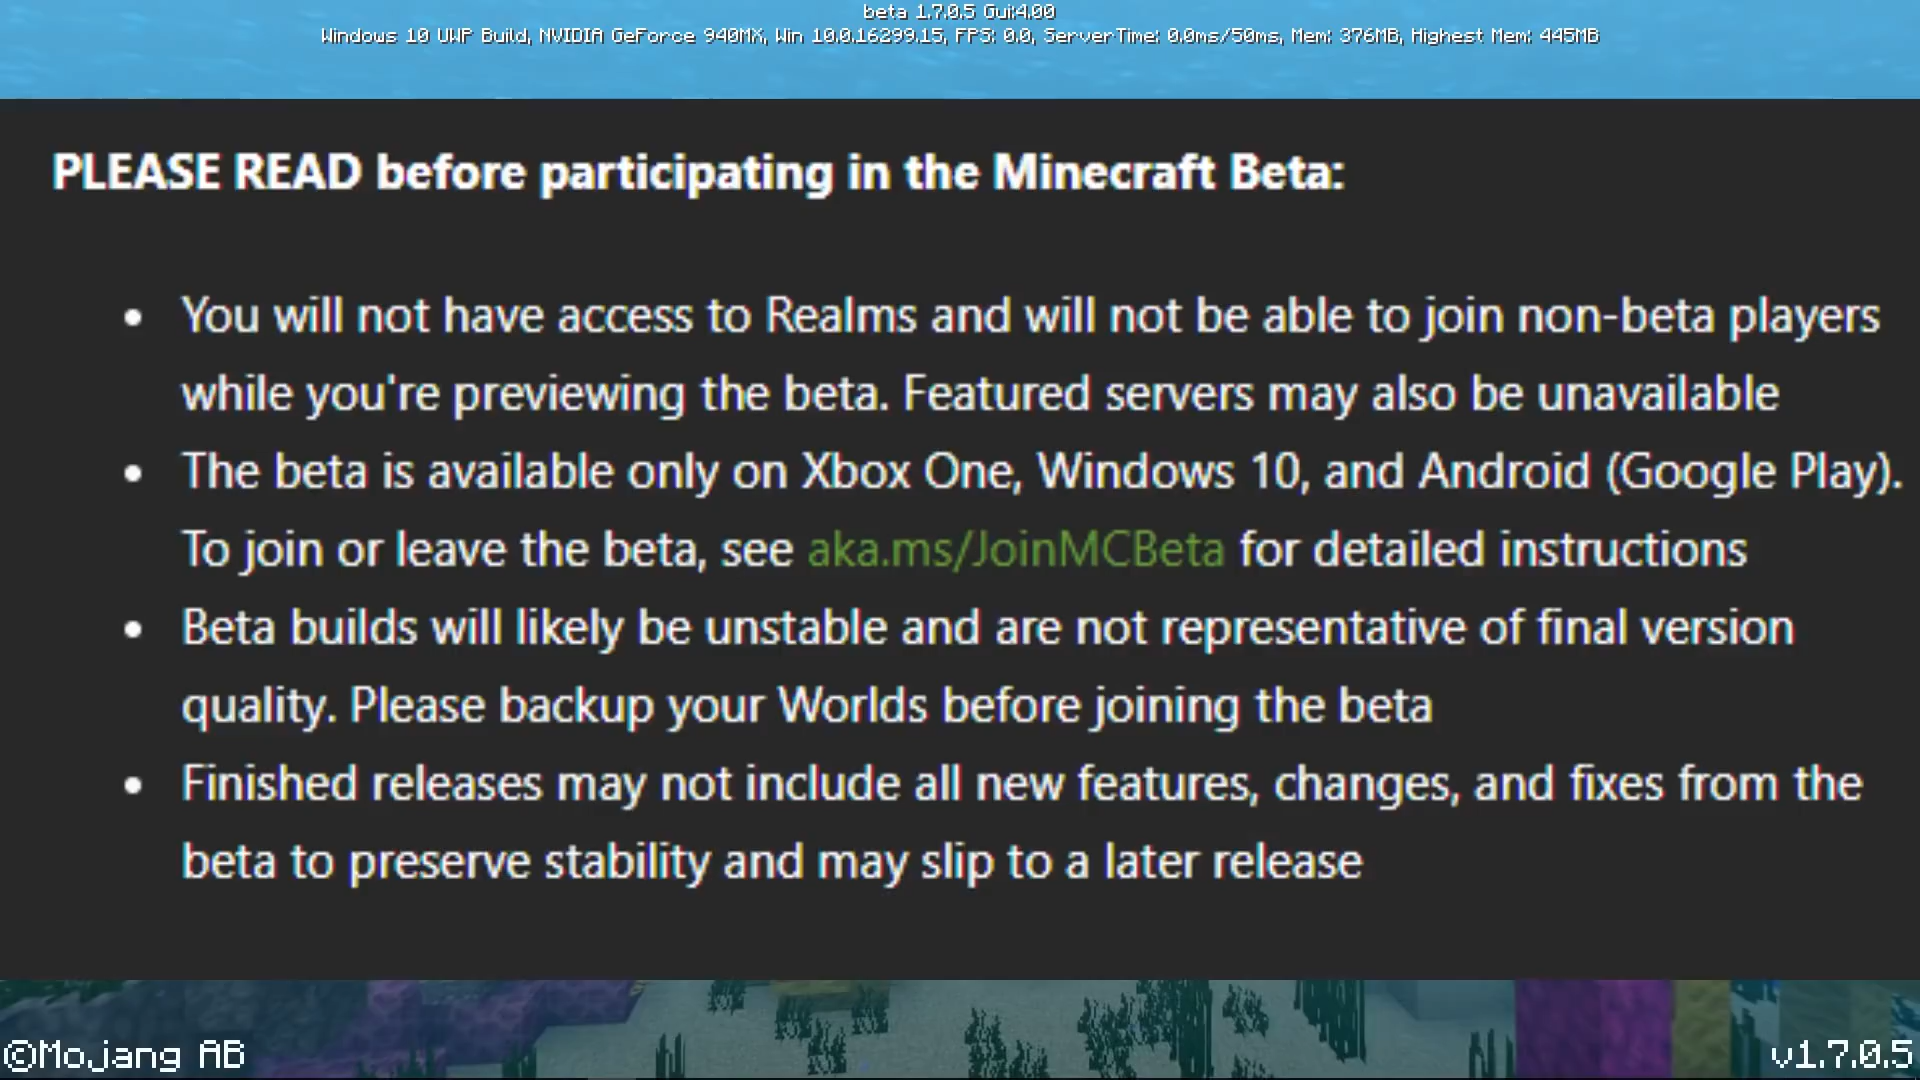 beta 1.7.0.5 Gui:4.00
Windows 10 UWP Build, NVIDIA GeForce 940MX, Win 10.0.16299.15, FPS: 0.0, ServerTime: 0.0ms/50ms, Mem: 376MB, Highest Mem: 445MB
PLEASE READ before participating in the Minecraft Beta:
• You will not have access to Realms and will not be able to join non-beta players
while you're previewing the beta. Featured servers may also be unavailable
• The beta is available only on Xbox One, Windows 10, and Android (Google Play).
To join or leave the beta, see aka.ms/JoinMCBeta for detailed instructions
• Beta builds will likely be unstable and are not representative of final version
quality. Please backup your Worlds before joining the beta
• Finished releases may not include all new features, changes, and fixes from the
beta to preserve stability and may slip to a later release
©Mojang AB
v1.7.0.5